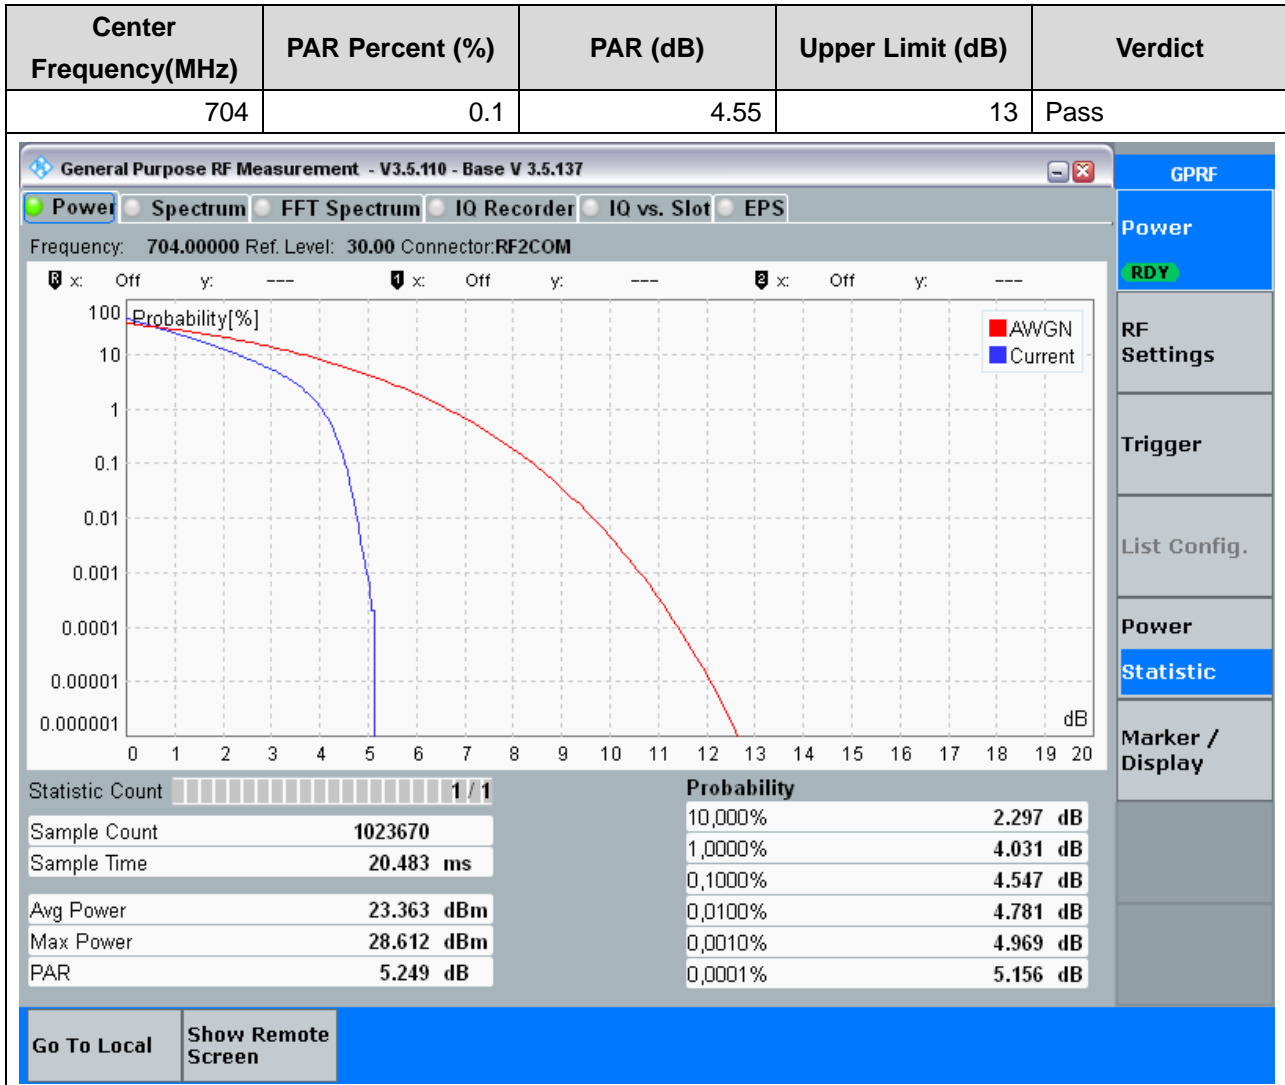 Center Frequency(MHz) PAR Percent (%) PAR (dB) Upper Limit (dB) Verdict
704 0.1 4.55 13 Pass
General Purpose RF Measurement - V3.5.110 - Base V 3.5.137
GPRF
Power Spectrum FFT Spectrum IQ Recorder IQ vs. Slot EPS
Frequency: 704.00000 Ref. Level: 30.00 Connector:RF2COM
R x: Off y: --- 1 x: Off y: --- 2 x: Off y: ---
Probability[%]
AWGN
Current
100
10
1
0.1
0.01
0.001
0.0001
0.00001
0.000001
dB
0 1 2 3 4 5 6 7 8 9 10 11 12 13 14 15 16 17 18 19 20
Statistic Count 1 / 1
Sample Count 1023670
Sample Time 20.483 ms
Avg Power 23.363 dBm
Max Power 28.612 dBm
PAR 5.249 dB
Probability
10,000% 2.297 dB
1,0000% 4.031 dB
0,1000% 4.547 dB
0,0100% 4.781 dB
0,0010% 4.969 dB
0,0001% 5.156 dB
Power
RDY
RF
Settings
Trigger
List Config.
Power
Statistic
Marker /
Display
Go To Local
Show Remote
Screen